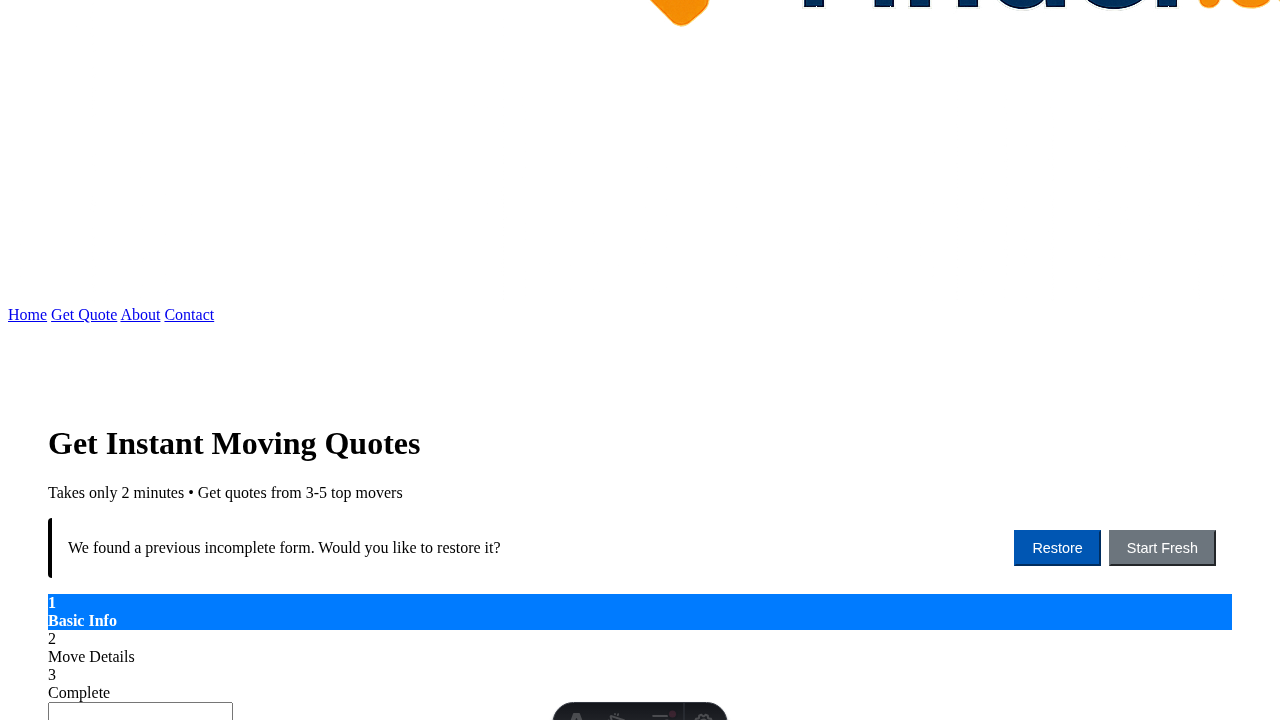 Home Get Quote About Contact
Get Instant Moving Quotes
Takes only 2 minutes • Get quotes from 3-5 top movers
We found a previous incomplete form. Would you like to restore it?
Restore
Start Fresh
1
Basic Info
2
Move Details
3
Complete